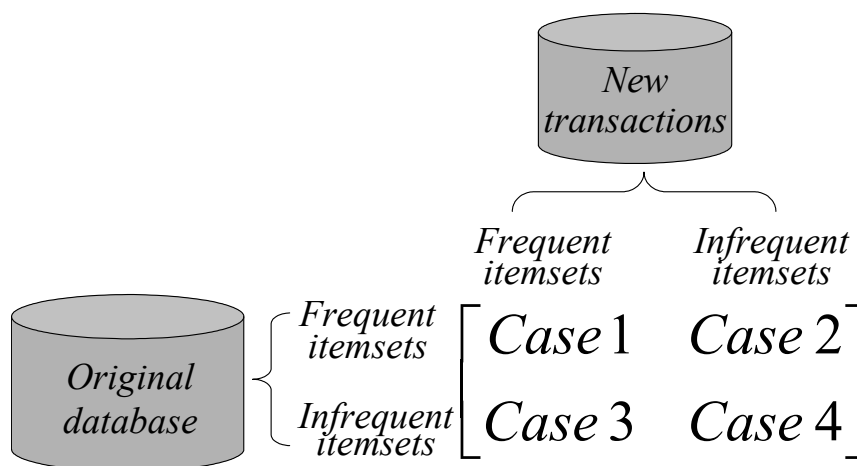 New
transactions
Frequent
itemsets
Infrequent
itemsets
Original
database
Frequent
itemsets
Infrequent
itemsets
Case 1
Case 2
Case 3
Case 4